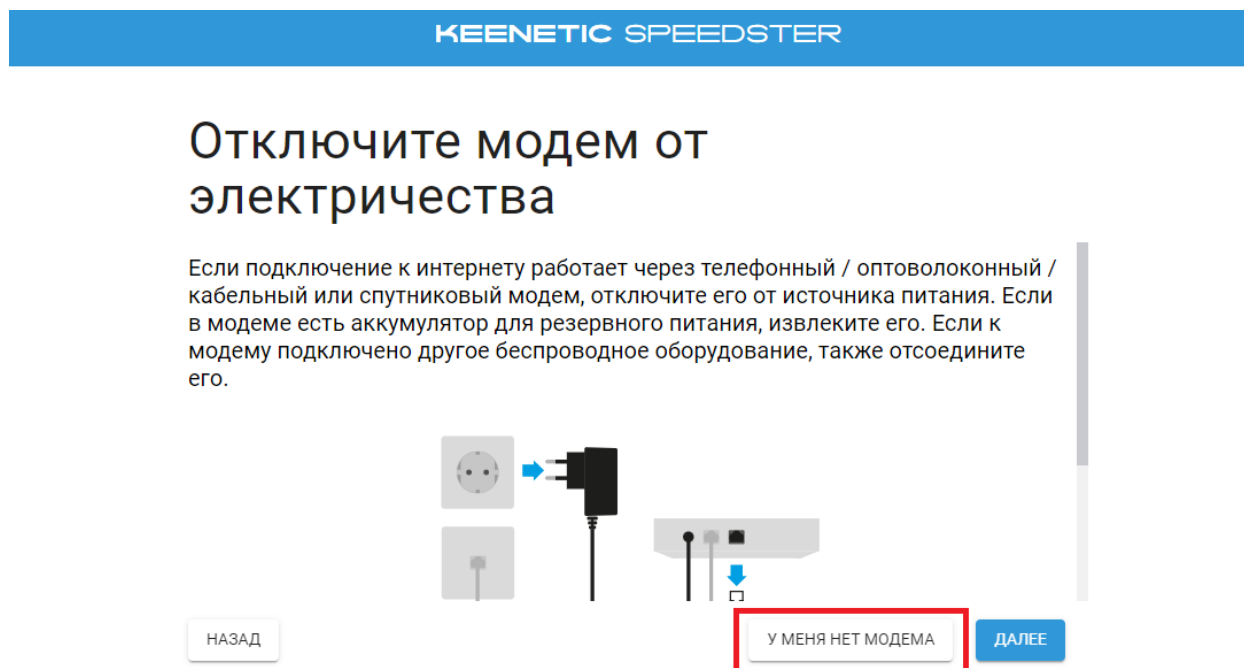 KEENETIC SPEEDSTER
Отключите модем от
электричества
Если подключение к интернету работает через телефонный / оптоволоконный /
кабельный или спутниковый модем, отключите его от источника питания. Если
в модеме есть аккумулятор для резервного питания, извлеките его. Если к
модему подключено другое беспроводное оборудование, также отсоедините
его.
НАЗАД
У МЕНЯ НЕТ МОДЕМА
ДАЛЕЕ